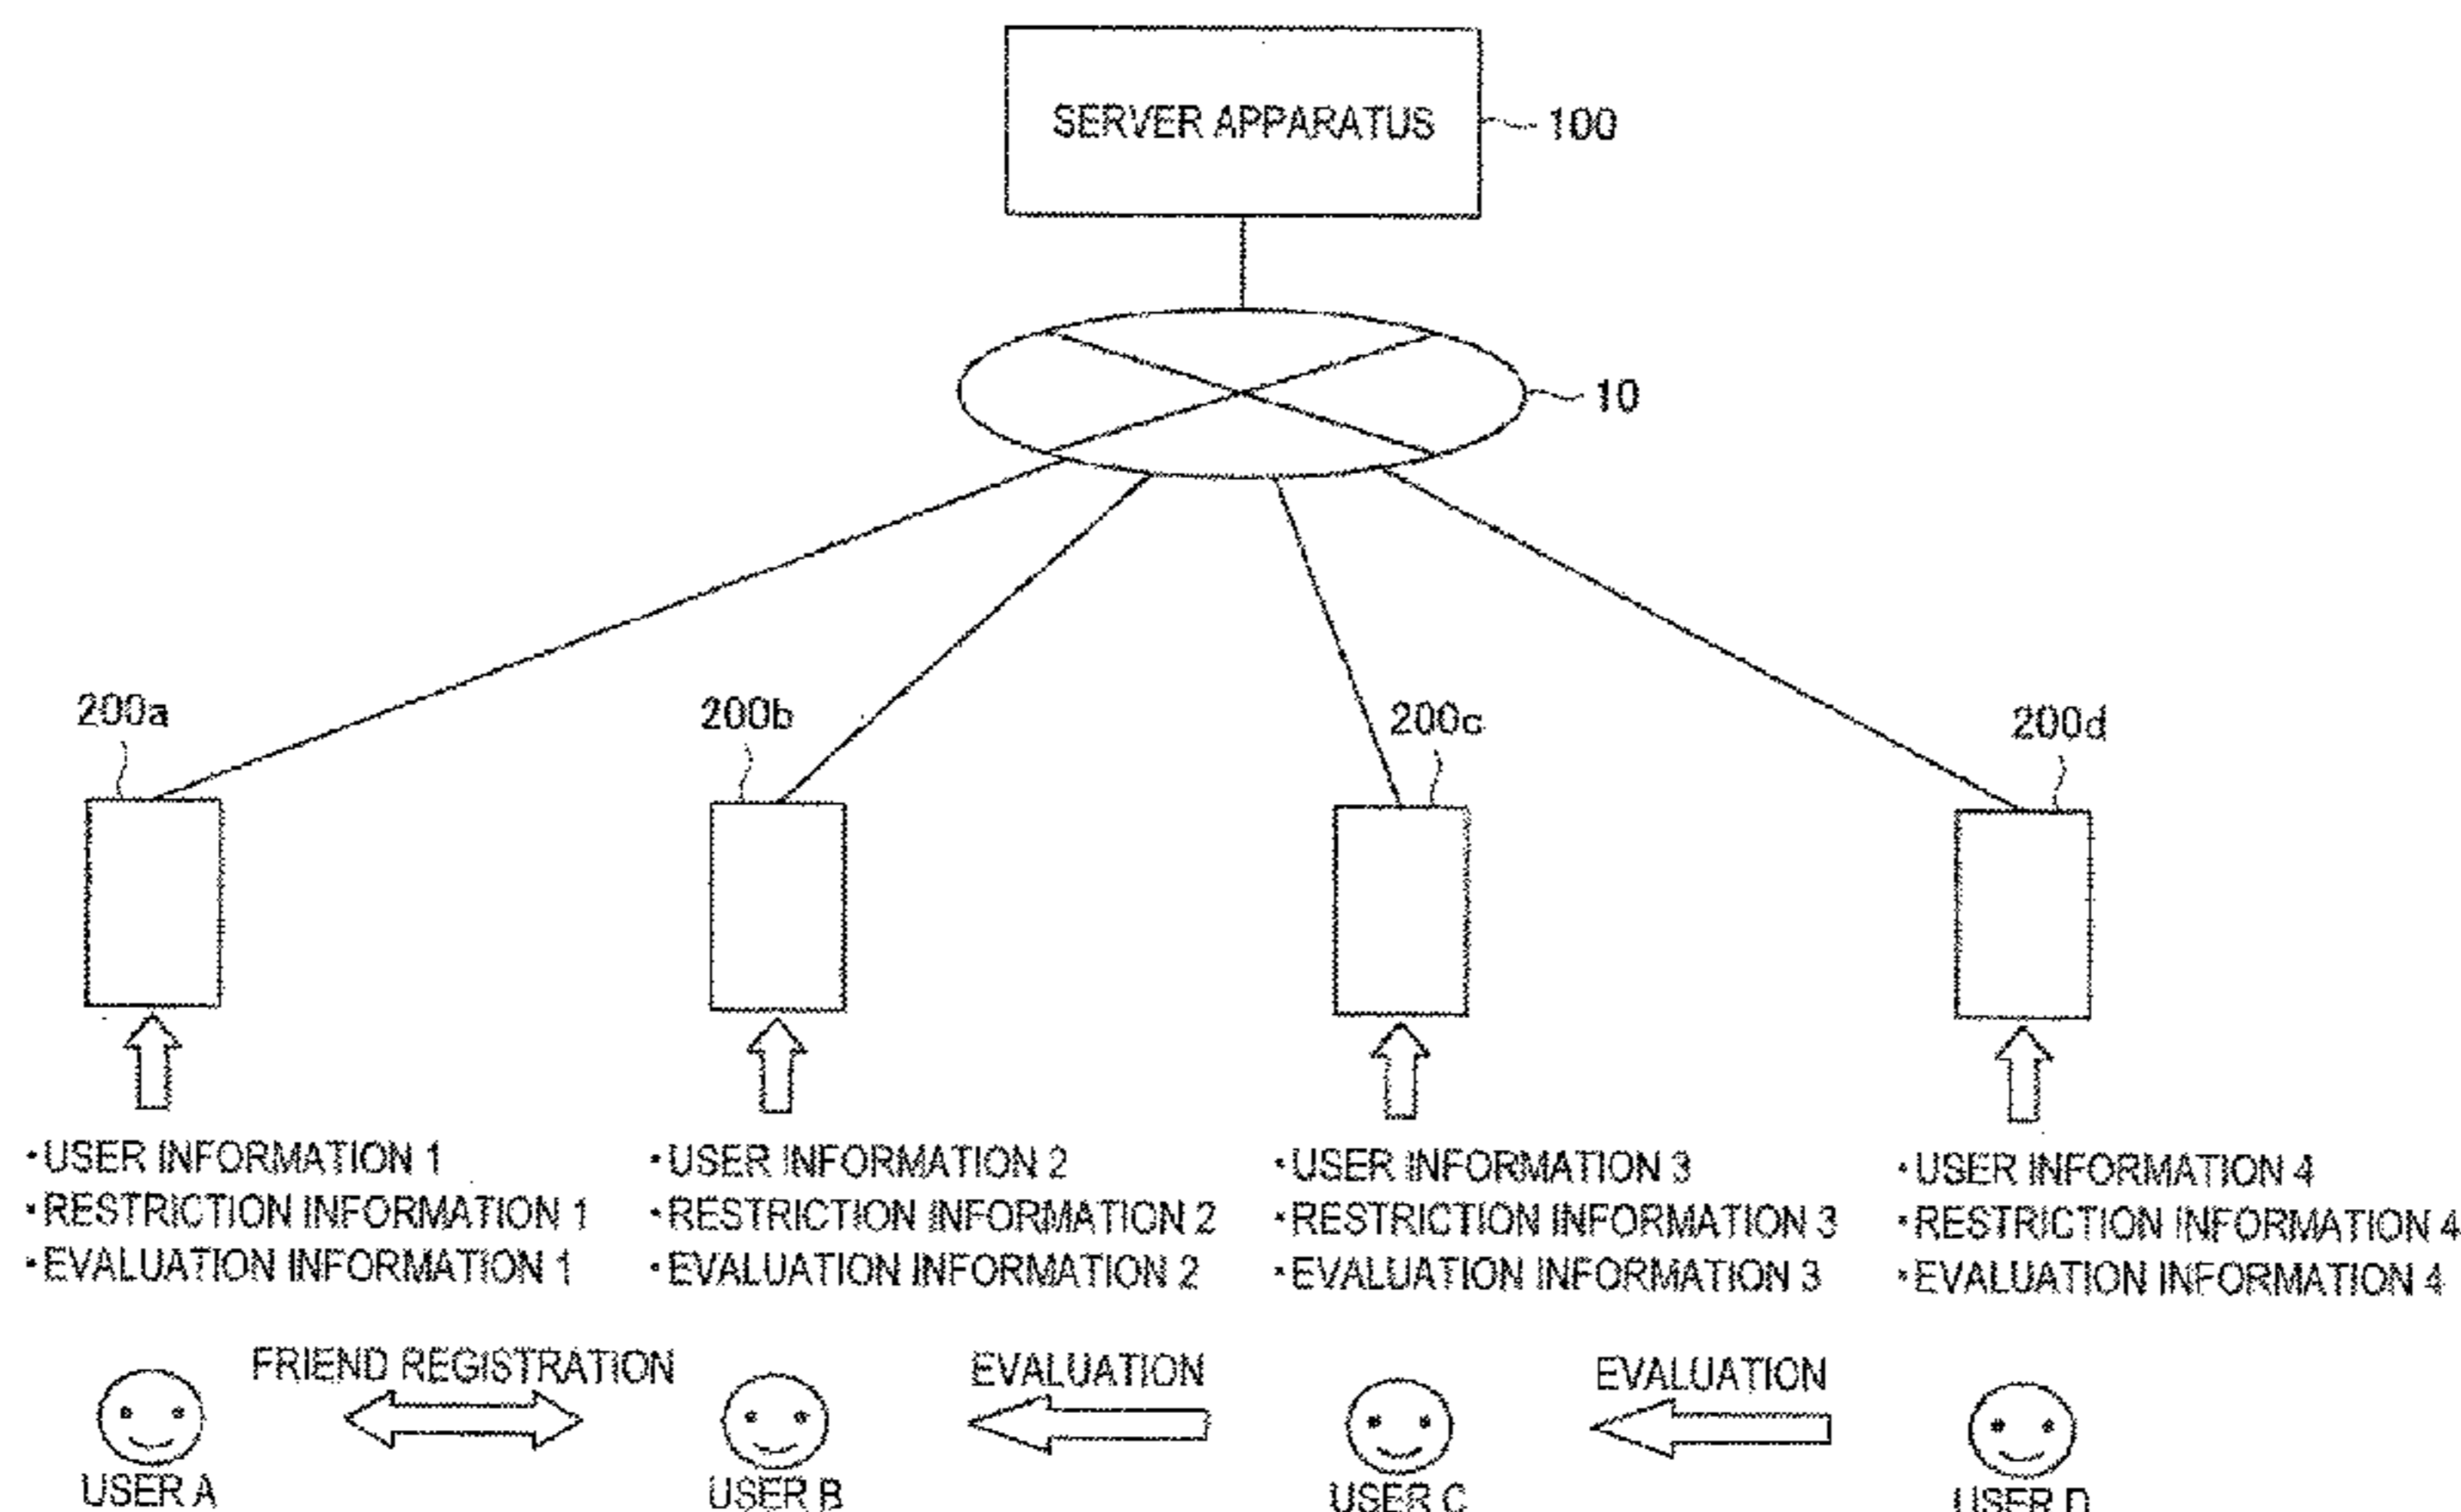 SERVER APPARATUS
100
10
200a
200b
200c
200d
・USER INFORMATION 1
・RESTRICTION INFORMATION 1
・EVALUATION INFORMATION 1
・USER INFORMATION 2
・RESTRICTION INFORMATION 2
・EVALUATION INFORMATION 2
・USER INFORMATION 3
・RESTRICTION INFORMATION 3
・EVALUATION INFORMATION 3
・USER INFORMATION 4
・RESTRICTION INFORMATION 4
・EVALUATION INFORMATION 4
FRIEND REGISTRATION
EVALUATION
EVALUATION
USER A
USER B
USER C
USER D